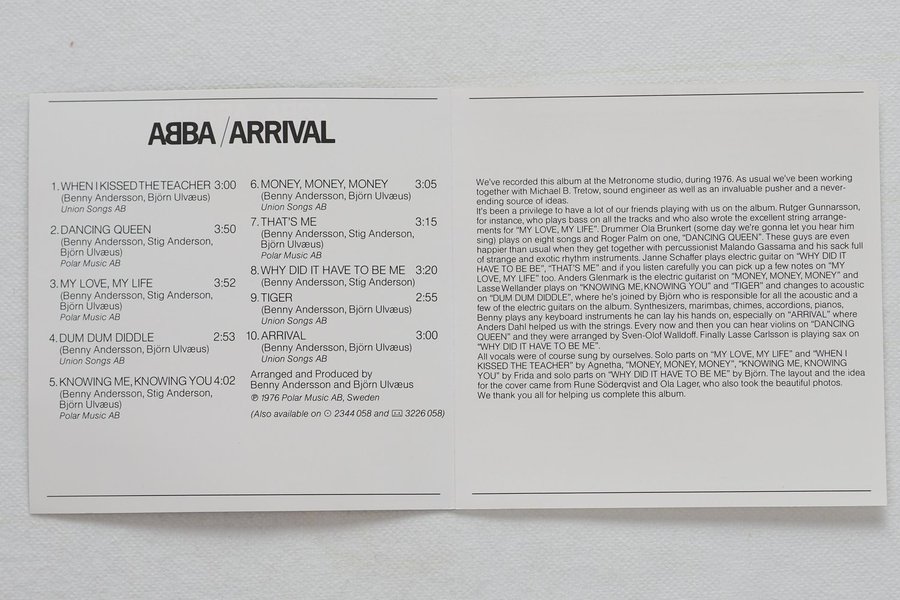 ABBA/ARRIVAL
1. WHEN I KISSED THE TEACHER 3:00
(Benny Andersson, Björn Ulvæus)
Union Songs AB
2. DANCING QUEEN 3:50
(Benny Andersson, Stig Anderson,
Björn Ulvæus)
Polar Music AB
3. MY LOVE, MY LIFE 3:52
(Benny Andersson, Stig Anderson,
Björn Ulvæus)
Polar Music AB
4. DUM DUM DIDDLE 2:53
(Benny Andersson, Björn Ulvæus)
Union Songs AB
5. KNOWING ME, KNOWING YOU 4:02
(Benny Andersson, Stig Anderson,
Björn Ulvæus)
Polar Music AB
6. MONEY, MONEY, MONEY 3:05
(Benny Andersson, Björn Ulvæus)
Union Songs AB
7. THAT'S ME 3:15
(Benny Andersson, Stig Anderson,
Björn Ulvæus)
Polar Music AB
8. WHY DID IT HAVE TO BE ME 3:20
(Benny Andersson, Stig Anderson)
9. TIGER 2:55
(Benny Andersson, Björn Ulvæus)
Union Songs AB
10. ARRIVAL 3:00
(Benny Andersson, Björn Ulvæus)
Union Songs AB
Arranged and Produced by
Benny Andersson and Björn Ulvæus
℗ 1976 Polar Music AB, Sweden
(Also available on 2344 058 and 3226 058)
We've recorded this album at the Metronome studio, during 1976. As usual we've been working
together with Michael B. Tretow, sound engineer as well as an invaluable pusher and a never-
ending source of ideas.
It's been a privilege to have a lot of our friends playing with us on the album. Rutger Gunnarsson,
for instance, who plays bass on all the tracks and who also wrote the excellent string arrange-
ments for "MY LOVE, MY LIFE". Drummer Ola Brunkert (some day we're gonna let you hear him
sing) plays on eight songs and Roger Palm on one, "DANCING QUEEN". These guys are even
happier than usual when they get together with percussionist Malando Gassama and his sack full
of strange and exotic rhythm instruments. Janne Schaffer plays electric guitar on "WHY DID IT
HAVE TO BE BE", "THAT'S ME" and if you listen carefully you can pick up a few notes on "MY
LOVE, MY LIFE" too. Anders Glenmark is the electric guitarist on "MONEY, MONEY, MONEY" and
Lasse Wellander plays on "KNOWING ME, KNOWING YOU" and "TIGER" and changes to acoustic
on "DUM DUM DIDDLE", where he's joined by Björn who is responsible for all the acoustic and a
few of the electric guitars on the album. Synthesizers, marimbas, chimes, accordions, pianos,
Benny plays any keyboard instruments he can lay his hands on, especially on "ARRIVAL" where
Anders Dahl helped us with the strings. Every now and then you can hear violins on "DANCING
QUEEN" and they were arranged by Sven-Olof Walldoff. Finally Lasse Carlsson is playing sax on
"WHY DID IT HAVE TO BE ME".
All vocals were of course sung by ourselves. Solo parts on "MY LOVE, MY LIFE" and "WHEN I
KISSED THE TEACHER" by Agnetha, "MONEY, MONEY, MONEY", "KNOWING ME, KNOWING
YOU" by Frida and solo parts on "WHY DID IT HAVE TO BE ME" by Björn. The layout and the idea
for the cover came from Rune Söderqvist and Ola Lager, who also took the beautiful photos.
We thank you all for helping us complete this album.